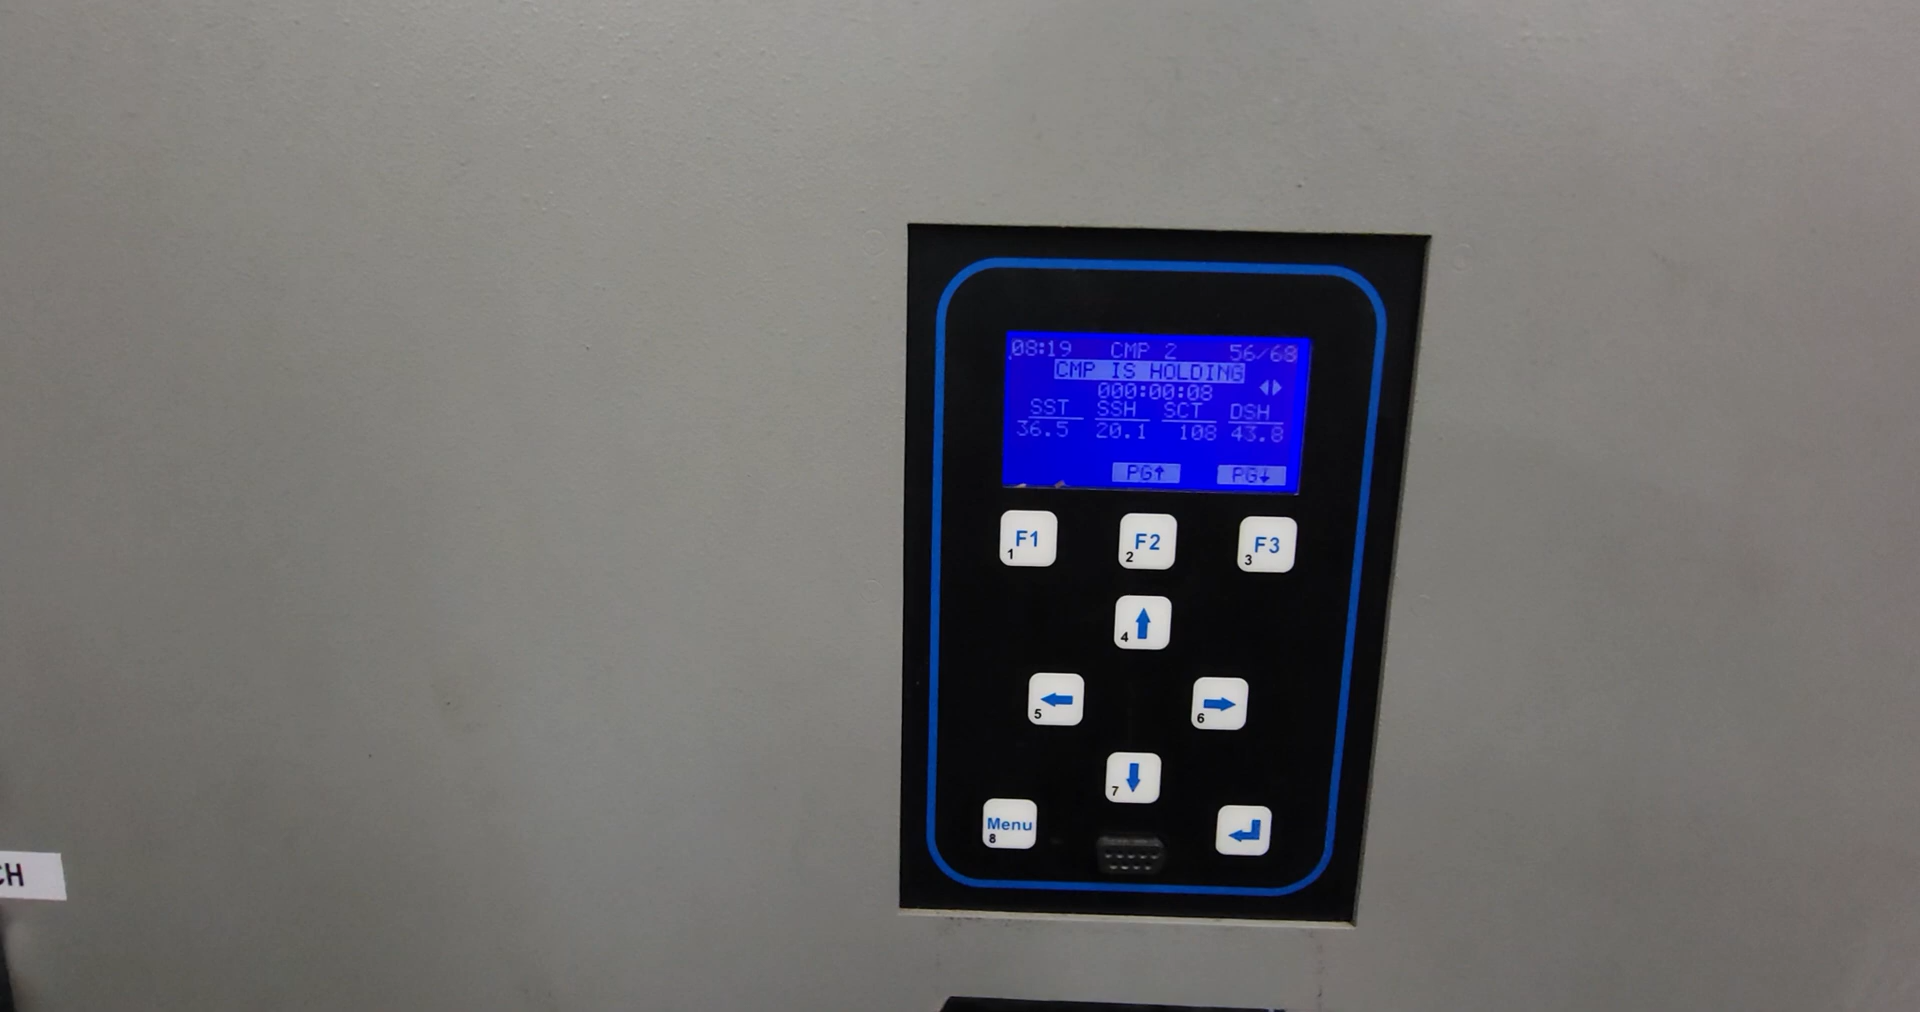 08:19 CMP 2 56/68
CMP IS HOLDING
000:00:08
SST SSH SCT DSH
36.5 20.1 108 43.8
PG↑ PG↓
F1 1 F2 2 F3 3
4
5 6
7
Menu 8
CH